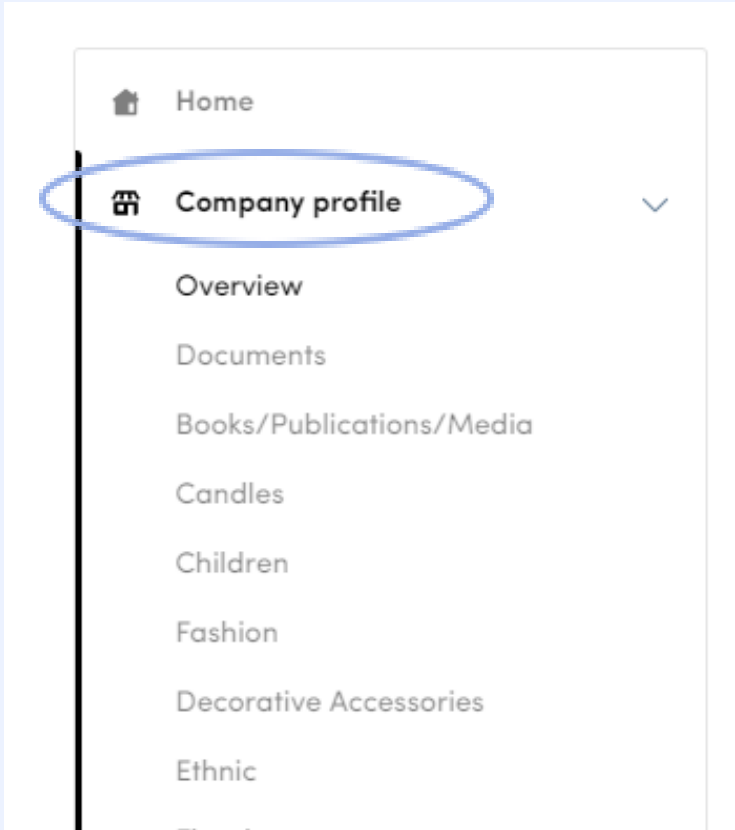 Home
Company profile
Overview
Documents
Books/Publications/Media
Candles
Children
Fashion
Decorative Accessories
Ethnic